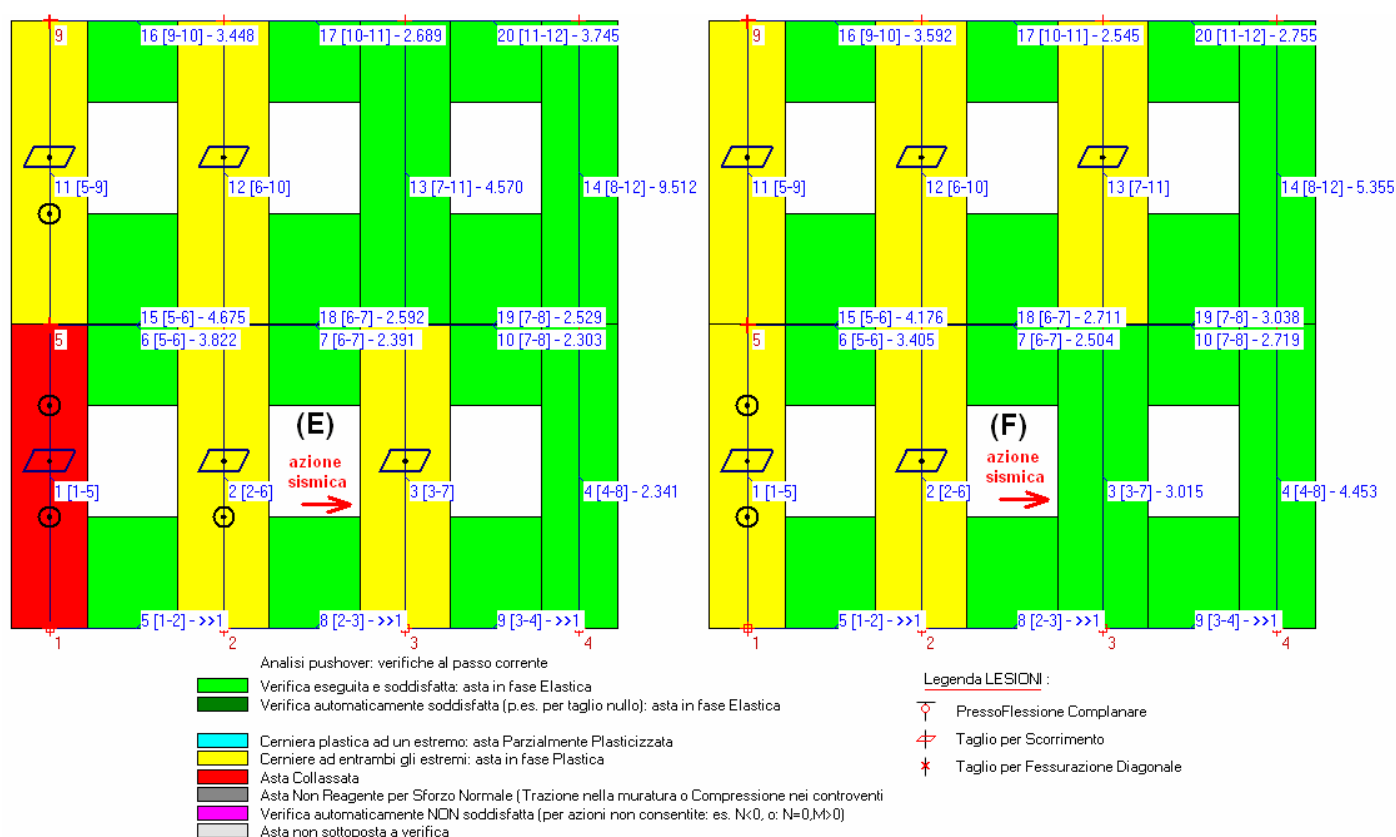 9 16 [9-10] - 3.448 17 [10-11] - 2.689 20 [11-12] - 3.745
11 [5-9] 12 [6-10] 13 [7-11] - 4.570 14 [8-12] - 9.512
15 [5-6] - 4.675 18 [6-7] - 2.592 19 [7-8] - 2.529
5 6 [5-6] - 3.822 7 [6-7] - 2.391 10 [7-8] - 2.303
(E)
azione
sismica
1 [1-5] 2 [2-6] 3 [3-7] 4 [4-8] - 2.341
5 [1-2] - >>1 8 [2-3] - >>1 9 [3-4] - >>1
1 2 3 4
9 16 [9-10] - 3.592 17 [10-11] - 2.545 20 [11-12] - 2.755
11 [5-9] 12 [6-10] 13 [7-11] 14 [8-12] - 5.355
15 [5-6] - 4.176 18 [6-7] - 2.711 19 [7-8] - 3.038
5 6 [5-6] - 3.405 7 [6-7] - 2.504 10 [7-8] - 2.719
(F)
azione
sismica
1 [1-5] 2 [2-6] 3 [3-7] - 3.015 4 [4-8] - 4.453
5 [1-2] - >>1 8 [2-3] - >>1 9 [3-4] - >>1
1 2 3 4
Analisi pushover: verifiche al passo corrente
Verifica eseguita e soddisfatta: asta in fase Elastica
Verifica automaticamente soddisfatta (p.es. per taglio nullo): asta in fase Elastica
Cerniera plastica ad un estremo: asta Parzialmente Plasticizzata
Cerniere ad entrambi gli estremi: asta in fase Plastica
Asta Collassata
Asta Non Reagente per Sforzo Normale (Trazione nella muratura o Compressione nei controventi
Verifica automaticamente NON soddisfatta (per azioni non consentite: es. N<0, o: N=0,M>0)
Asta non sottoposta a verifica
Legenda LESIONI :
PressoFlessione Complanare
Taglio per Scorrimento
Taglio per Fessurazione Diagonale